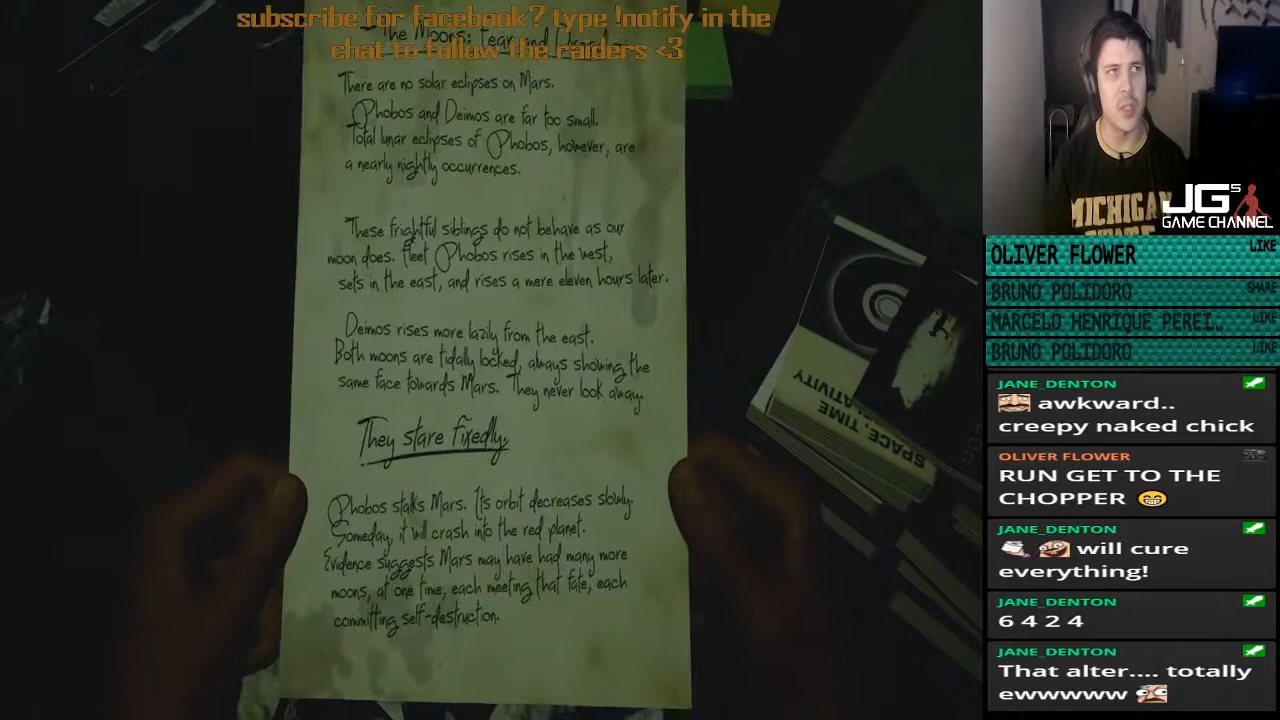 subscribe for facebook? type !notify in the
chat to follow the raiders <3
The Moons: Fear and
There are no solar eclipses on Mars.
Phobos and Deimos are far too small.
Total lunar eclipses of Phobos, however, are
a nearly nightly occurrences.
These frightful siblings do not behave as our
moon does. Fleet Phobos rises in the west,
sets in the east, and rises a mere eleven hours later.
Deimos rises more lazily from the east.
Both moons are tidally locked, always showing the
same face towards Mars. They never look away.
They stare fixedly.
Phobos stalks Mars. Its orbit decreases slowly.
Someday, it will crash into the red planet.
Evidence suggests Mars may have had many more
moons, at one time, each meeting that fate, each
committing self-destruction.
SPACE, TIME
MICHIGAN
STATE
JGS
GAME CHANNEL
OLIVER FLOWER LIKE
BRUNO POLIDORO SHARE
MARCELO HENRIQUE PEREI.. LIKE
BRUNO POLIDORO LIKE
JANE_DENTON
awkward..
creepy naked chick
OLIVER FLOWER
RUN GET TO THE
CHOPPER 😁
JANE_DENTON
will cure
everything!
JANE_DENTON
6 4 2 4
JANE_DENTON
That alter.... totally
ewwwww